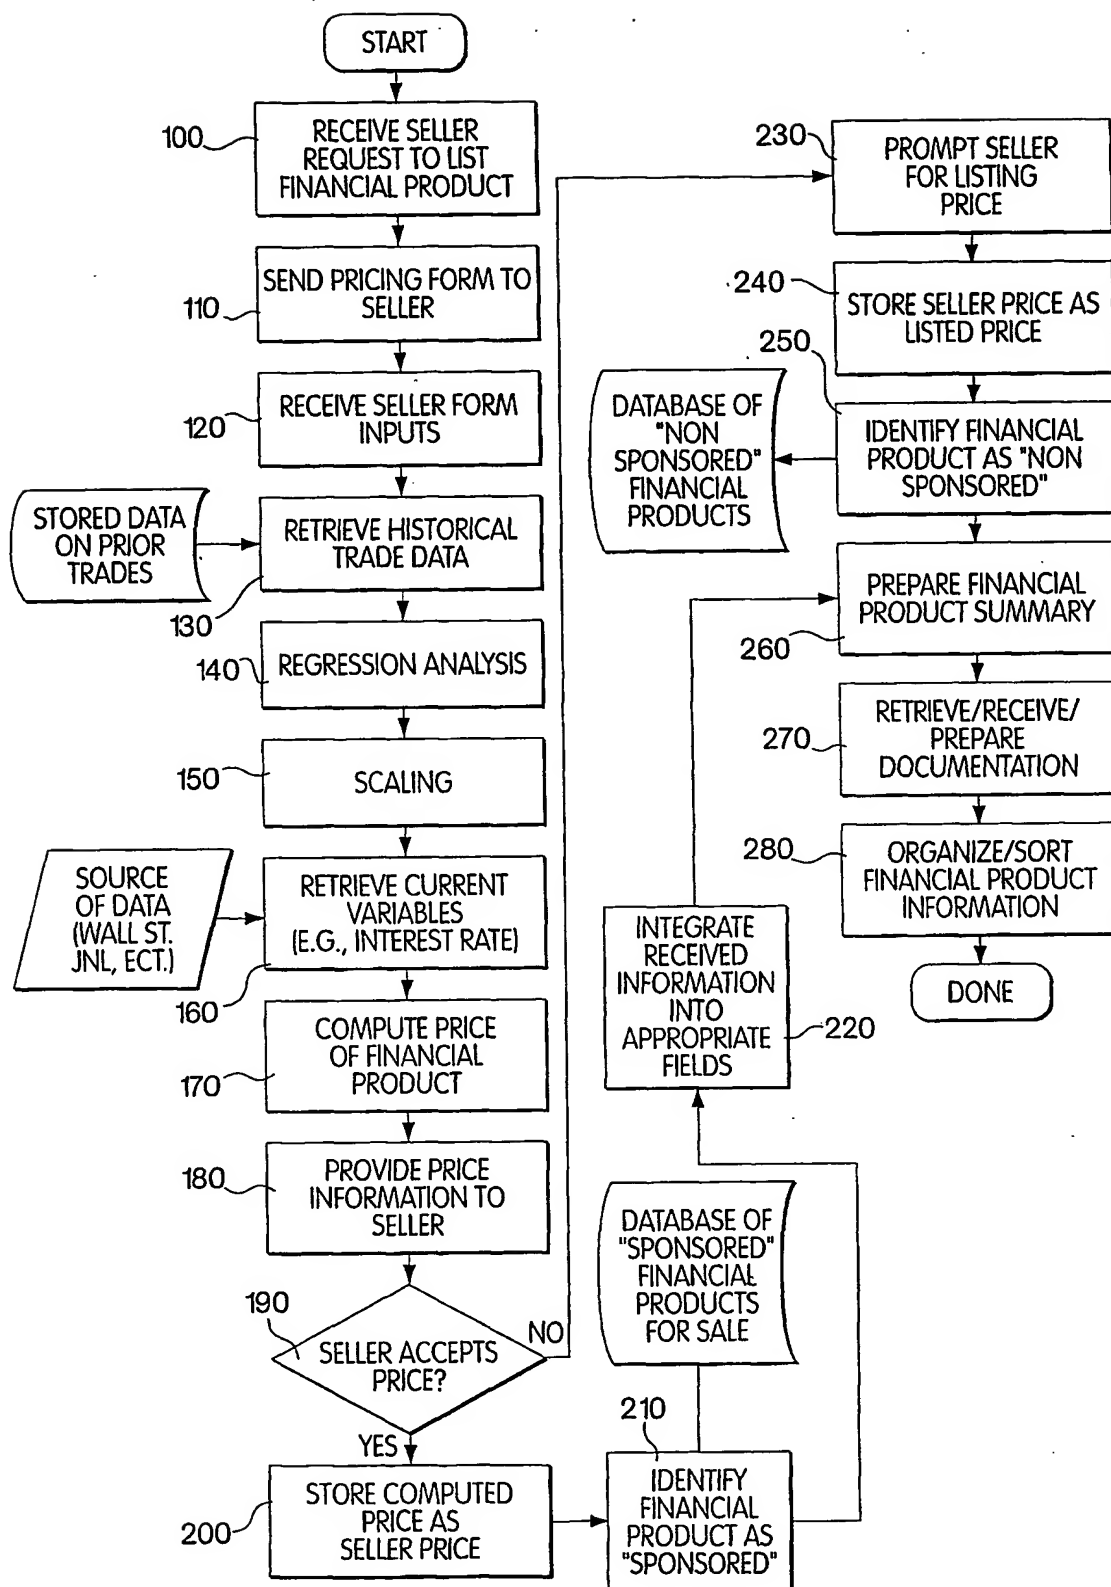 START
100
RECEIVE SELLER
REQUEST TO LIST
FINANCIAL PRODUCT
110
SEND PRICING FORM TO
SELLER
120
RECEIVE SELLER FORM
INPUTS
STORED DATA
ON PRIOR
TRADES
RETRIEVE HISTORICAL
TRADE DATA
130
140
REGRESSION ANALYSIS
150
SCALING
SOURCE
OF DATA
(WALL ST.
JNL, ECT.)
RETRIEVE CURRENT
VARIABLES
(E.G., INTEREST RATE)
160
COMPUTE PRICE
OF FINANCIAL
PRODUCT
170
180
PROVIDE PRICE
INFORMATION TO
SELLER
190
SELLER ACCEPTS
PRICE?
NO
YES
STORE COMPUTED
PRICE AS
SELLER PRICE
200
210
IDENTIFY
FINANCIAL
PRODUCT AS
"SPONSORED"
DATABASE OF
"SPONSORED"
FINANCIAL
PRODUCTS
FOR SALE
INTEGRATE
RECEIVED
INFORMATION
INTO
APPROPRIATE
FIELDS
220
230
PROMPT SELLER
FOR LISTING
PRICE
240
STORE SELLER PRICE AS
LISTED PRICE
250
IDENTIFY FINANCIAL
PRODUCT AS "NON
SPONSORED"
DATABASE OF
"NON
SPONSORED"
FINANCIAL
PRODUCTS
PREPARE FINANCIAL
PRODUCT SUMMARY
260
270
RETRIEVE/RECEIVE/
PREPARE
DOCUMENTATION
280
ORGANIZE/SORT
FINANCIAL PRODUCT
INFORMATION
DONE